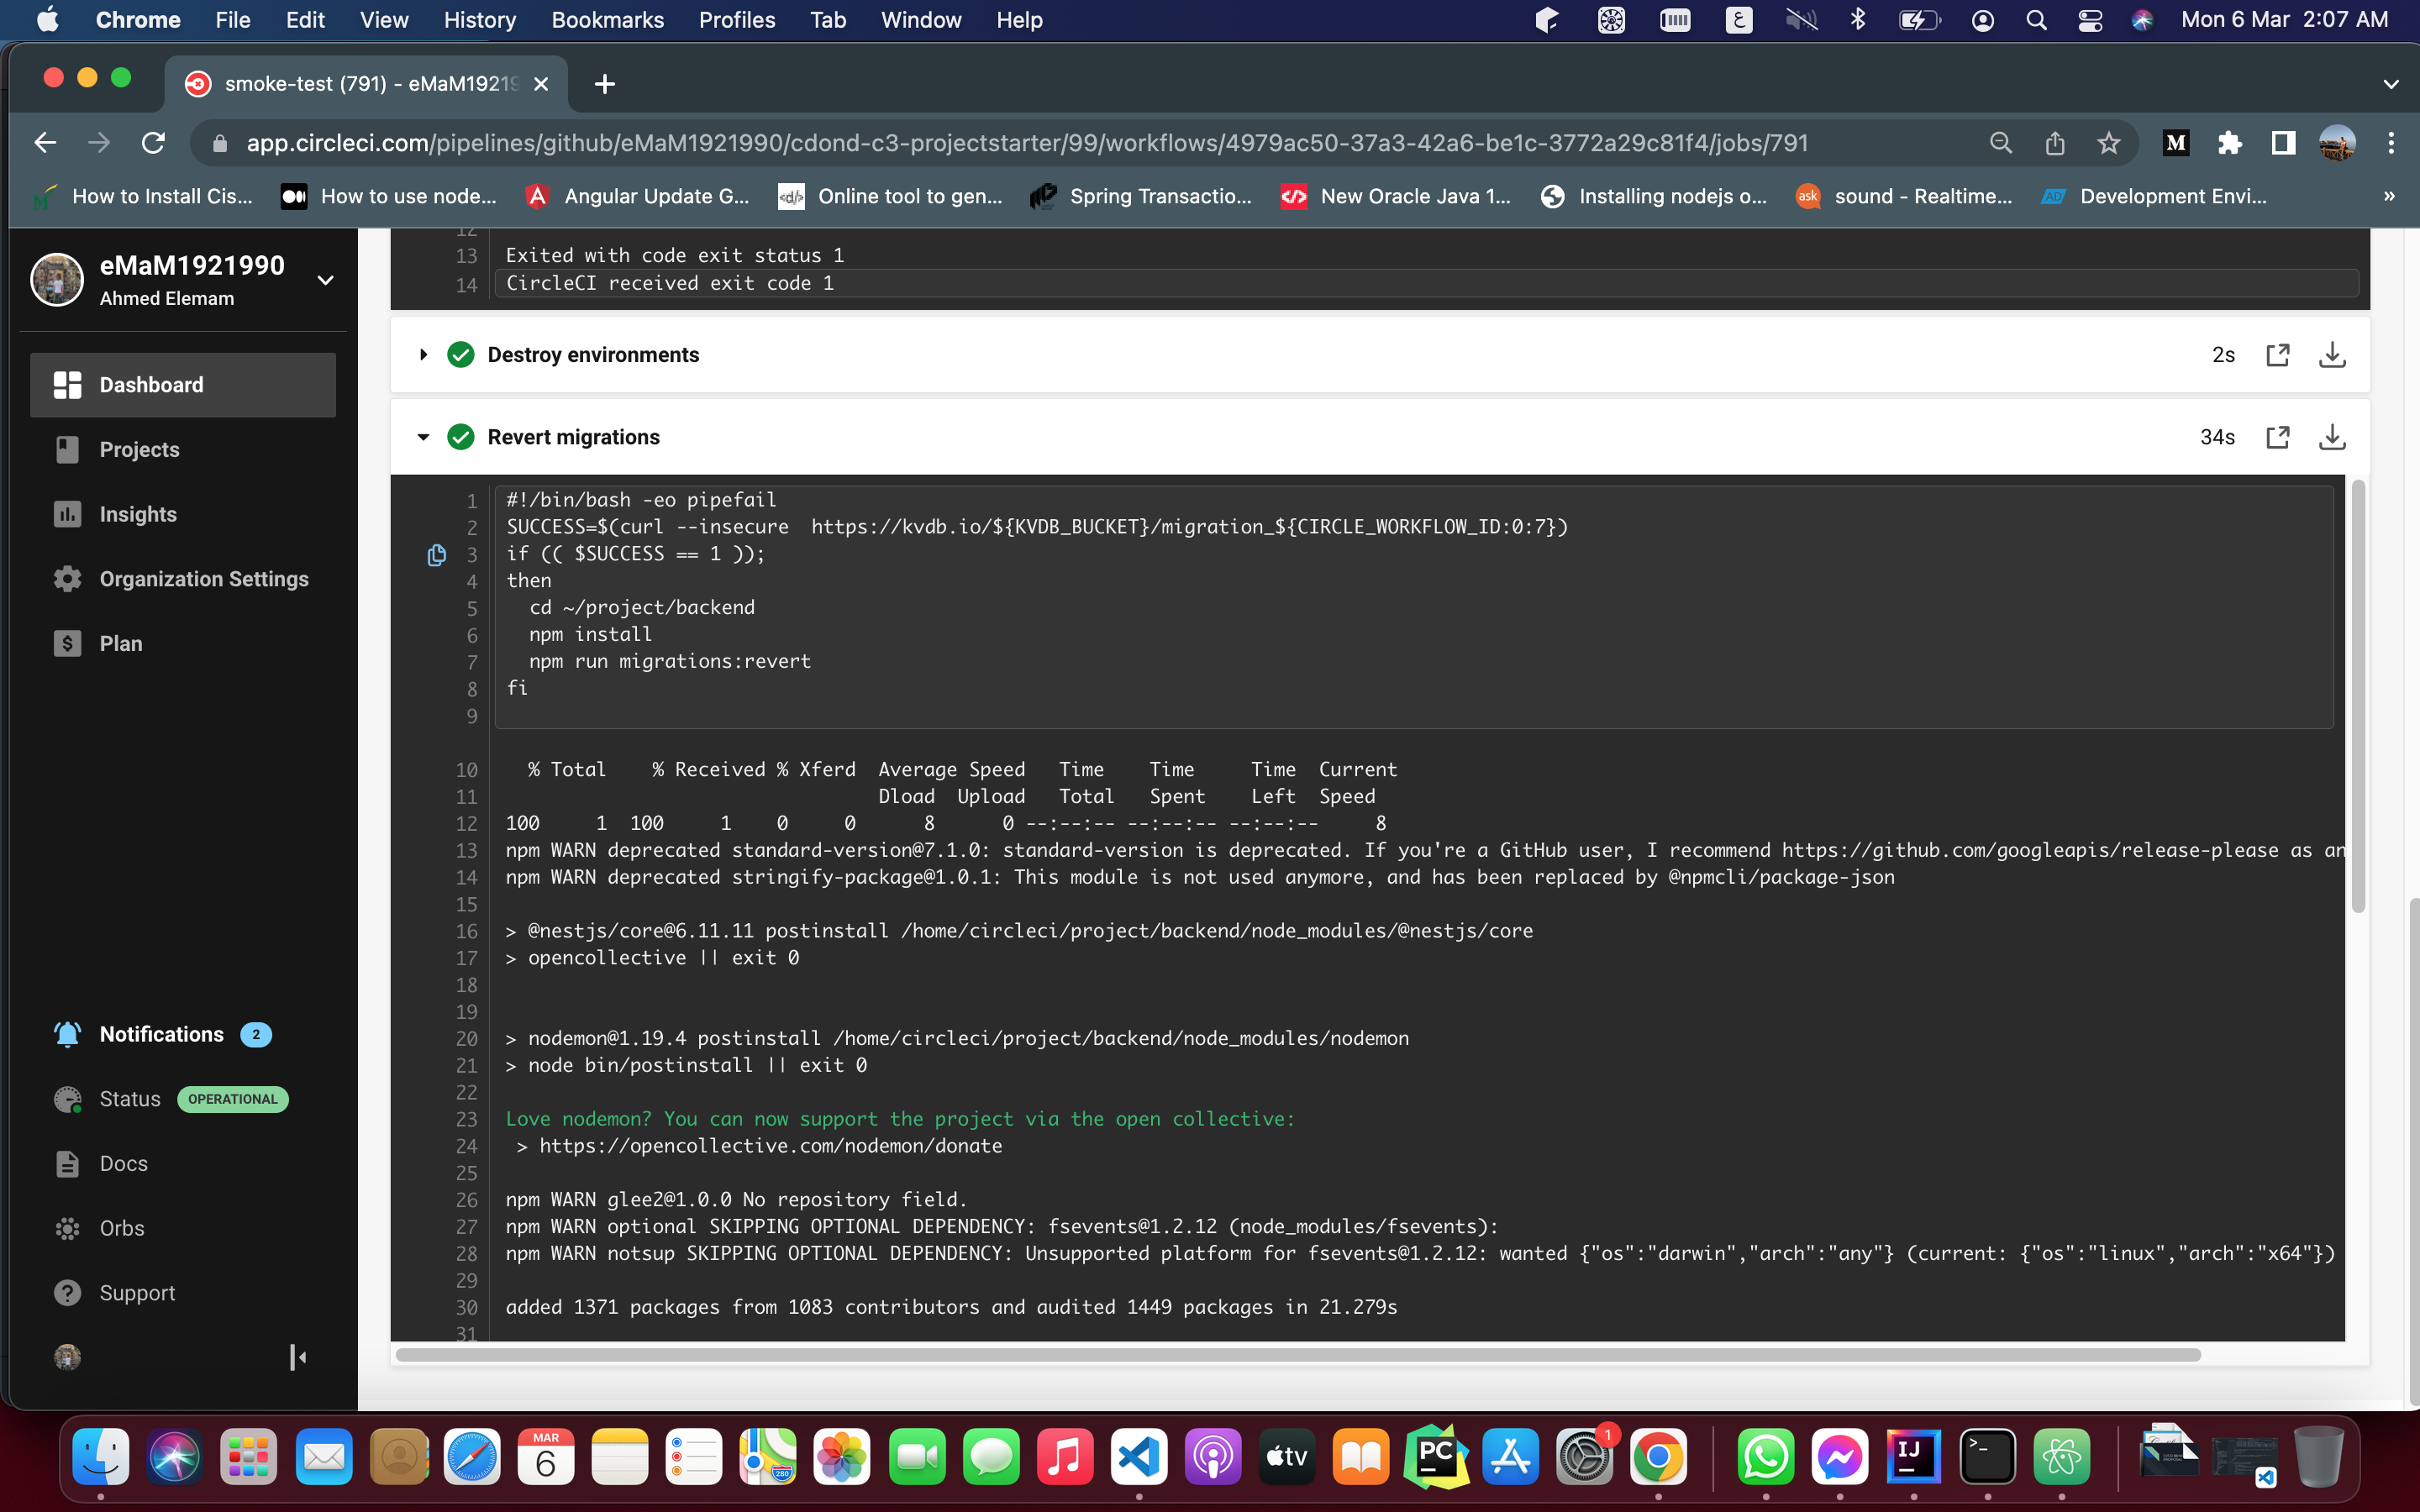 Chrome File Edit View History Bookmarks Profiles Tab Window Help
ع
Mon 6 Mar 2:07 AM
smoke-test (791) - eMaM19219
app.circleci.com/pipelines/github/eMaM1921990/cdond-c3-projectstarter/99/workflows/4979ac50-37a3-42a6-be1c-3772a29c81f4/jobs/791
M
How to Install Cis... How to use node... Angular Update G... Online tool to gen... Spring Transactio... New Oracle Java 1... Installing nodejs o... ask sound - Realtime... AD Development Envi... »
eMaM1921990
Ahmed Elemam
Dashboard
Projects
Insights
Organization Settings
Plan
Notifications 2
Status OPERATIONAL
Docs
Orbs
Support
12
13 Exited with code exit status 1
14 CircleCI received exit code 1
Destroy environments 2s
Revert migrations 34s
1 #!/bin/bash -eo pipefail
2 SUCCESS=$(curl --insecure  https://kvdb.io/${KVDB_BUCKET}/migration_${CIRCLE_WORKFLOW_ID:0:7})
3 if (( $SUCCESS == 1 ));
4 then
5   cd ~/project/backend
6   npm install
7   npm run migrations:revert
8 fi
9
10   % Total    % Received % Xferd  Average Speed   Time    Time     Time  Current
11                                  Dload  Upload   Total   Spent    Left  Speed
12 100     1  100     1    0     0      8      0 --:--:-- --:--:-- --:--:--     8
13 npm WARN deprecated standard-version@7.1.0: standard-version is deprecated. If you're a GitHub user, I recommend https://github.com/googleapis/release-please as an
14 npm WARN deprecated stringify-package@1.0.1: This module is not used anymore, and has been replaced by @npmcli/package-json
15
16 > @nestjs/core@6.11.11 postinstall /home/circleci/project/backend/node_modules/@nestjs/core
17 > opencollective || exit 0
18
19
20 > nodemon@1.19.4 postinstall /home/circleci/project/backend/node_modules/nodemon
21 > node bin/postinstall || exit 0
22
23 Love nodemon? You can now support the project via the open collective:
24  > https://opencollective.com/nodemon/donate
25
26 npm WARN glee2@1.0.0 No repository field.
27 npm WARN optional SKIPPING OPTIONAL DEPENDENCY: fsevents@1.2.12 (node_modules/fsevents):
28 npm WARN notsup SKIPPING OPTIONAL DEPENDENCY: Unsupported platform for fsevents@1.2.12: wanted {"os":"darwin","arch":"any"} (current: {"os":"linux","arch":"x64"})
29
30 added 1371 packages from 1083 contributors and audited 1449 packages in 21.279s
31
MAR
6
280
tv
PC
1
IJ
>_